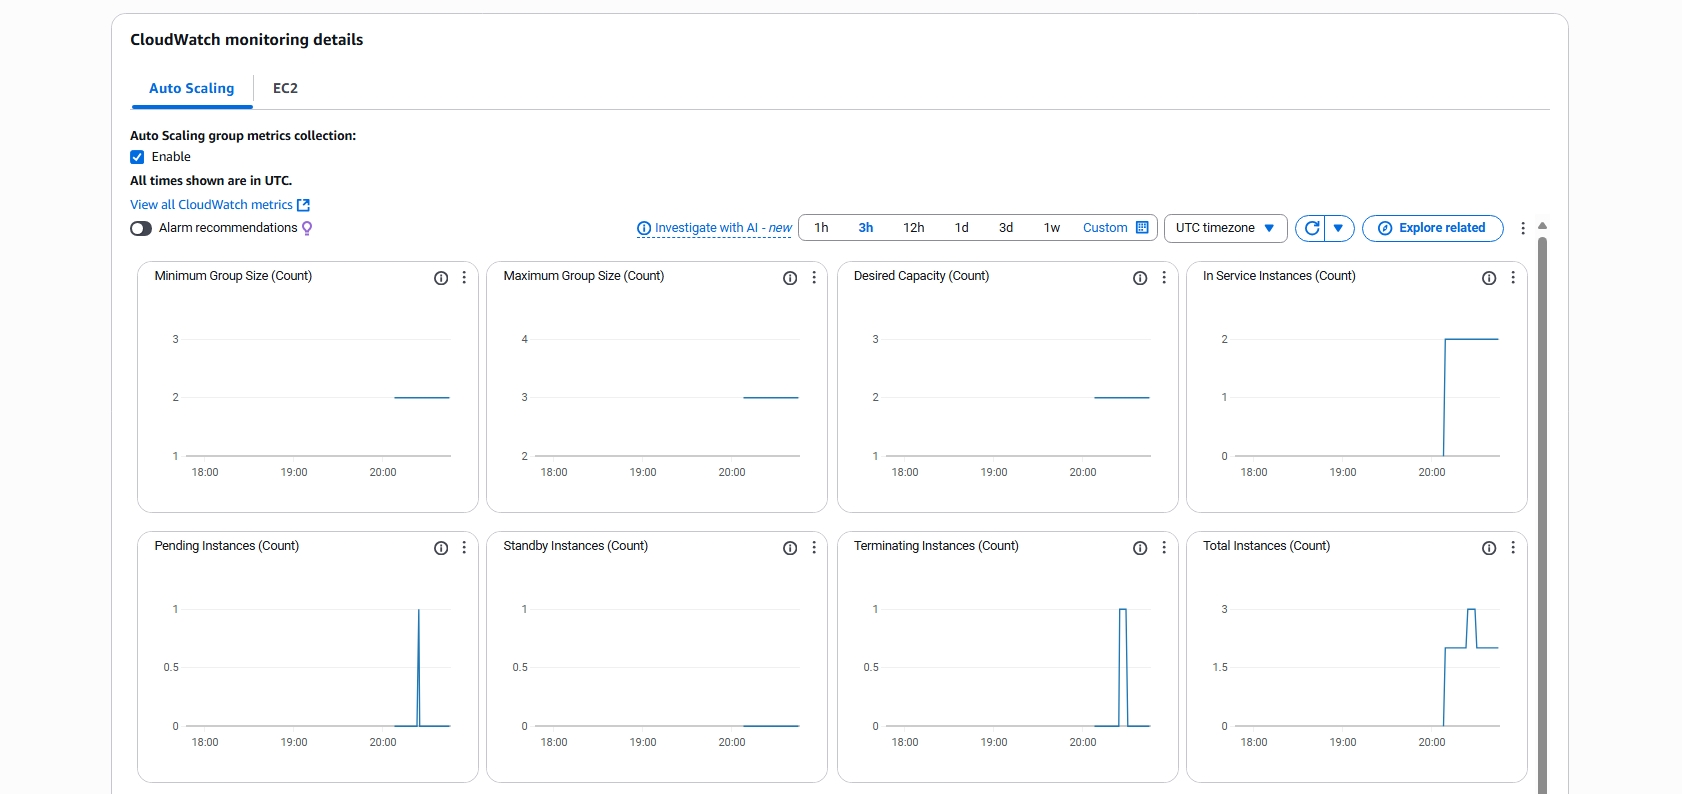 CloudWatch monitoring details
Auto Scaling
EC2
Auto Scaling group metrics collection:
Enable
All times shown are in UTC.
View all CloudWatch metrics
Alarm recommendations
Investigate with AI - new
1h 3h 12h 1d 3d 1w Custom
UTC timezone
Explore related
Minimum Group Size (Count)
3
2
1
18:00 19:00 20:00
Maximum Group Size (Count)
4
3
2
18:00 19:00 20:00
Desired Capacity (Count)
3
2
1
18:00 19:00 20:00
In Service Instances (Count)
2
1
0
18:00 19:00 20:00
Pending Instances (Count)
1
0.5
0
18:00 19:00 20:00
Standby Instances (Count)
1
0.5
0
18:00 19:00 20:00
Terminating Instances (Count)
1
0.5
0
18:00 19:00 20:00
Total Instances (Count)
3
1.5
0
18:00 19:00 20:00